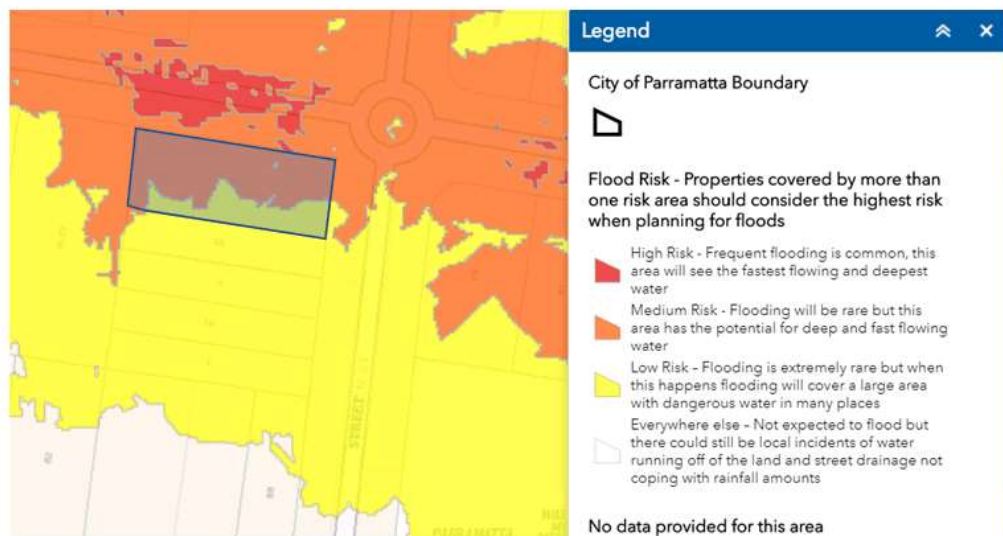 Legend
City of Parramatta Boundary
Flood Risk - Properties covered by more than
one risk area should consider the highest risk
when planning for floods
High Risk - Frequent flooding is common, this
area will see the fastest flowing and deepest
water
Medium Risk - Flooding will be rare but this
area has the potential for deep and fast flowing
water
Low Risk – Flooding is extremely rare but when
this happens flooding will cover a large area
with dangerous water in many places
Everywhere else – Not expected to flood but
there could still be local incidents of water
running off of the land and street drainage not
coping with rainfall amounts
No data provided for this area
STREET
PARRAMATTA